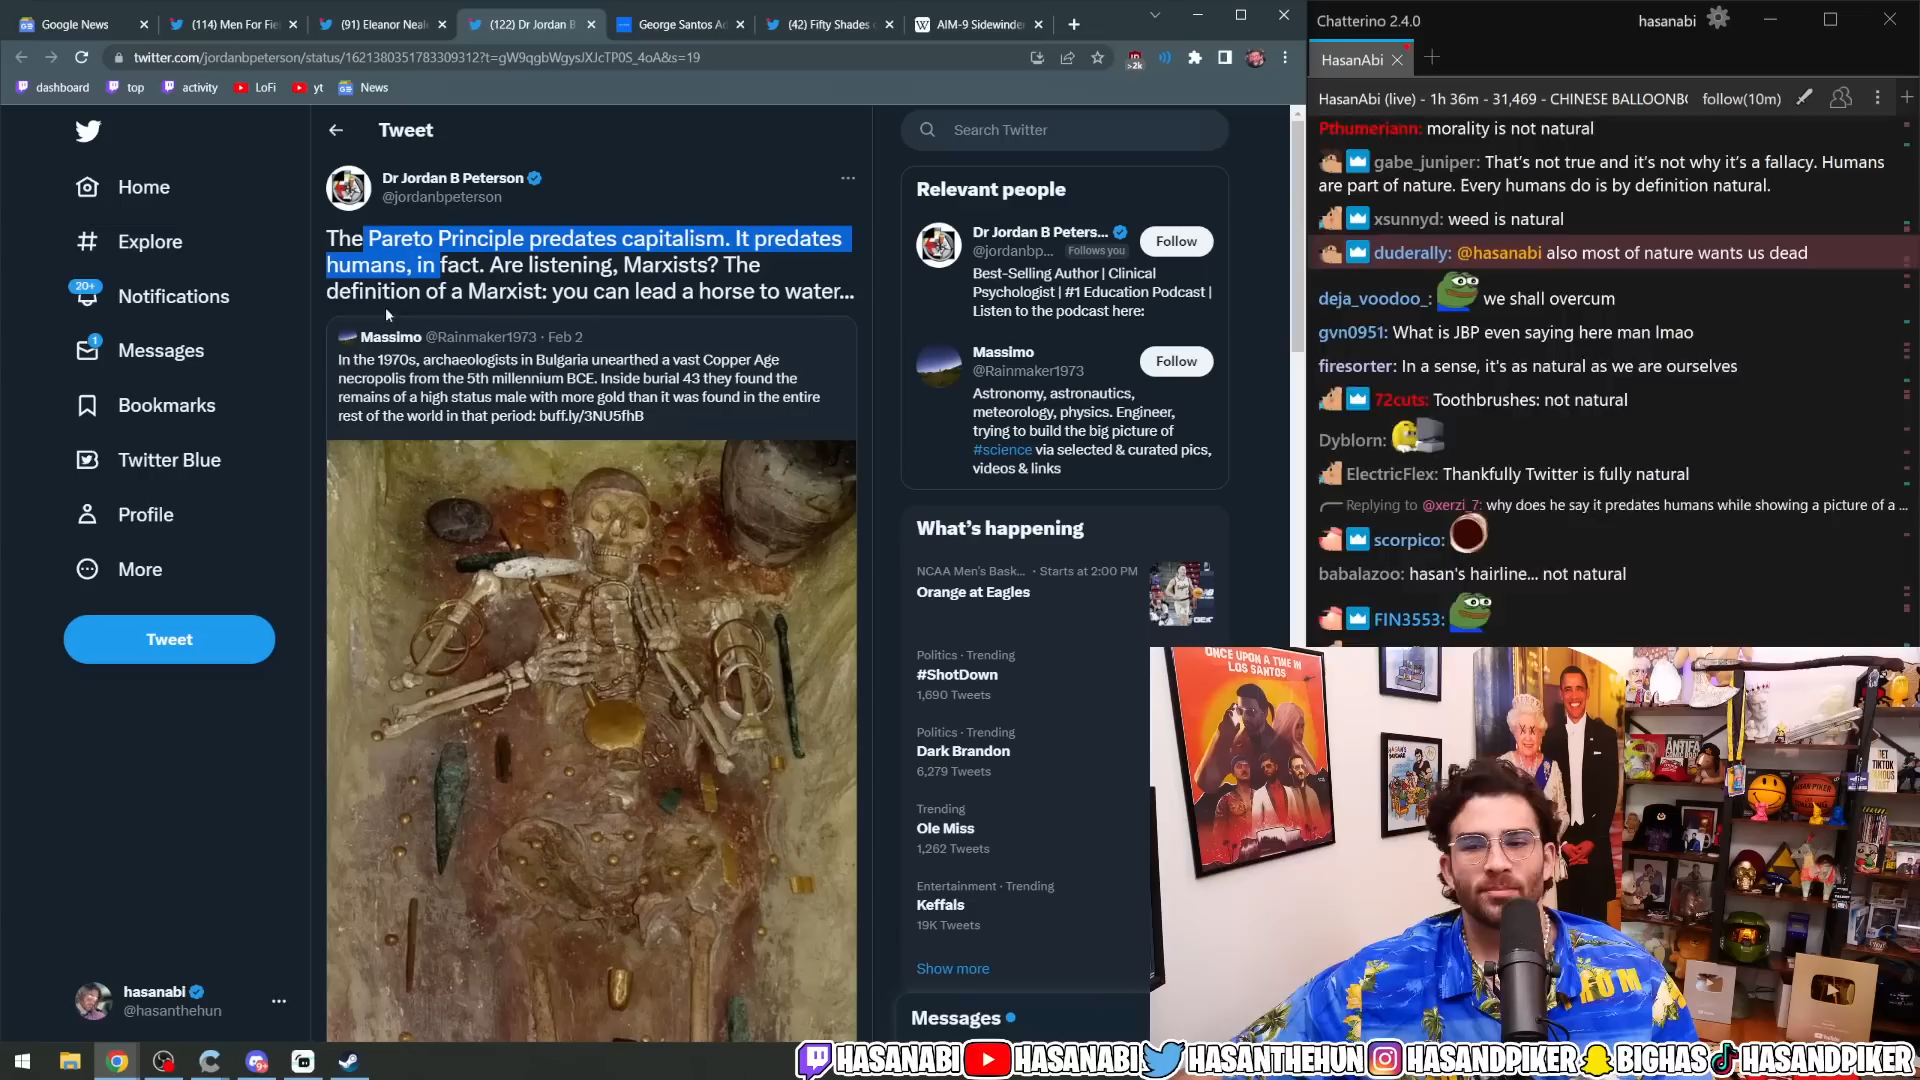 Google News
(114) Men For Fie
(91) Eleanor Neal
(122) Dr Jordan B
George Santos Ad
(42) Fifty Shades
AIM-9 Sidewinde
twitter.com/jordanbpeterson/status/1621380351783309312?t=gW9qgbWgysJXJcTP0S_4oA&s=19
>2k
dashboard
top
activity
LoFi
yt
News
Home
Explore
20+
Notifications
1
Messages
Bookmarks
Twitter Blue
Profile
More
Tweet
hasanabi
@hasanthehun
Tweet
Dr Jordan B Peterson
@jordanbpeterson
The Pareto Principle predates capitalism. It predates
humans, in fact. Are listening, Marxists? The
definition of a Marxist: you can lead a horse to water...
Massimo @Rainmaker1973 · Feb 2
In the 1970s, archaeologists in Bulgaria unearthed a vast Copper Age
necropolis from the 5th millennium BCE. Inside burial 43 they found the
remains of a high status male with more gold than it was found in the entire
rest of the world in that period: buff.ly/3NU5fhB
Search Twitter
Relevant people
Dr Jordan B Peters...
@jordanbp... Follows you
Follow
Best-Selling Author | Clinical
Psychologist | #1 Education Podcast |
Listen to the podcast here:
Massimo
@Rainmaker1973
Follow
Astronomy, astronautics,
meteorology, physics. Engineer,
trying to build the big picture of
#science via selected & curated pics,
videos & links
What's happening
NCAA Men's Bask... · Starts at 2:00 PM
Orange at Eagles
Politics · Trending
#ShotDown
1,690 Tweets
Politics · Trending
Dark Brandon
6,279 Tweets
Trending
Ole Miss
1,262 Tweets
Entertainment · Trending
Keffals
19K Tweets
Show more
Messages
Chatterino 2.4.0
hasanabi
HasanAbi
HasanAbi (live) - 1h 36m - 31,469 - CHINESE BALLOONB
follow(10m)
Pthumeriann: morality is not natural
gabe_juniper: That's not true and it's not why it's a fallacy. Humans
are part of nature. Every humans do is by definition natural.
xsunnyd: weed is natural
duderally: @hasanabi also most of nature wants us dead
deja_voodoo_: we shall overcum
gvn0951: What is JBP even saying here man lmao
firesorter: In a sense, it's as natural as we are ourselves
72cuts: Toothbrushes: not natural
Dyblorn:
ElectricFlex: Thankfully Twitter is fully natural
Replying to @xerzi_7: why does he say it predates humans while showing a picture of a ...
scorpico:
babalazoo: hasan's hairline... not natural
FIN3553:
ONCE UPON A TIME IN
LOS SANTOS
HASANABI HASANABI HASANTHEHUN HASANDPIKER BIGHAS HASANDPIKER